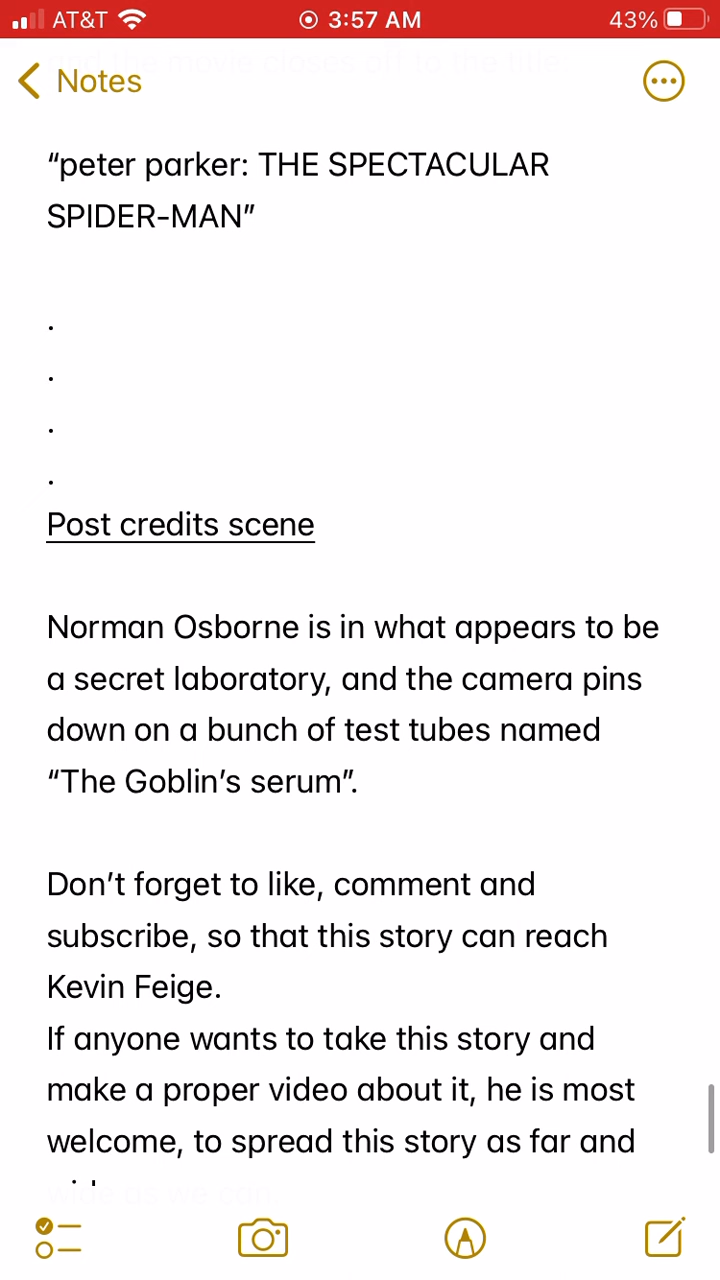 AT&T 3:57 AM 43%
Notes
“peter parker: THE SPECTACULAR
SPIDER-MAN”
.
.
.
.
Post credits scene
Norman Osborne is in what appears to be
a secret laboratory, and the camera pins
down on a bunch of test tubes named
“The Goblin’s serum”.
Don’t forget to like, comment and
subscribe, so that this story can reach
Kevin Feige.
If anyone wants to take this story and
make a proper video about it, he is most
welcome, to spread this story as far and